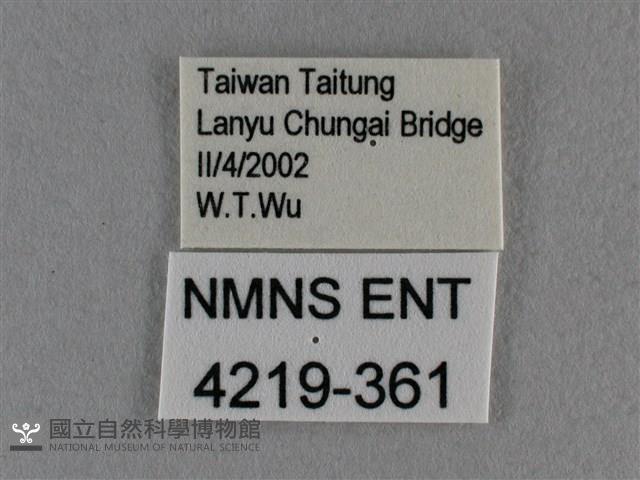 Taiwan Taitung
Lanyu Chungai Bridge
II/4/2002
W.T.Wu
NMNS ENT
4219-361
國立自然科學博物館
NATIONAL MUSEUM OF NATURAL SCIENCE